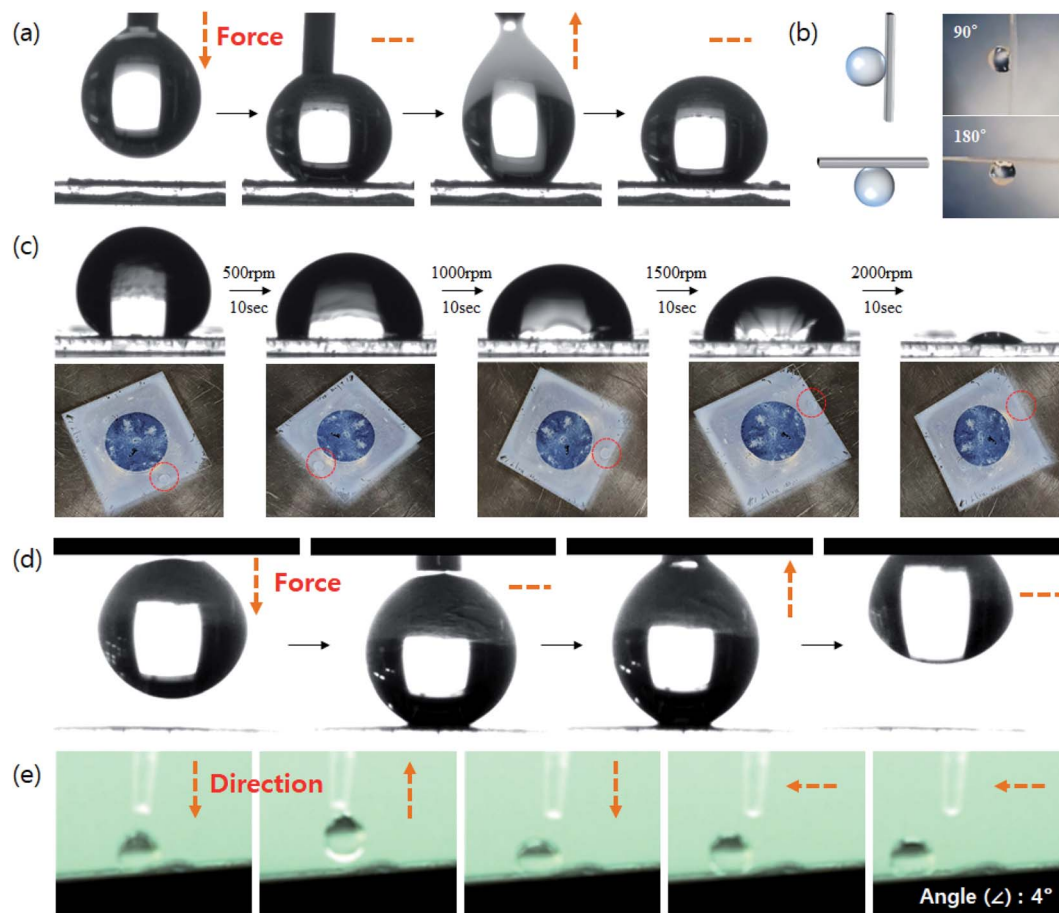 (a)
Force
(b)
90°
180°
(c)
500rpm
10sec
1000rpm
10sec
1500rpm
10sec
2000rpm
10sec
(d)
Force
(e)
Direction
Angle (∠) : 4°